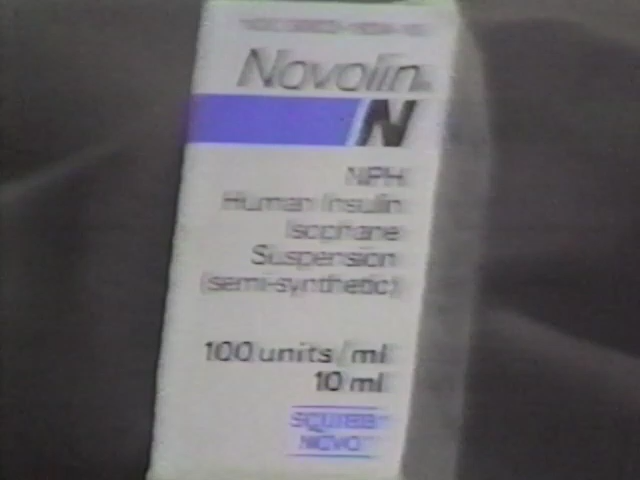 Novolin
N
NPH
Human Insulin
Isophane
Suspension
(semi-synthetic)
100 units/ml
10 ml
SQUIBB
NOVO